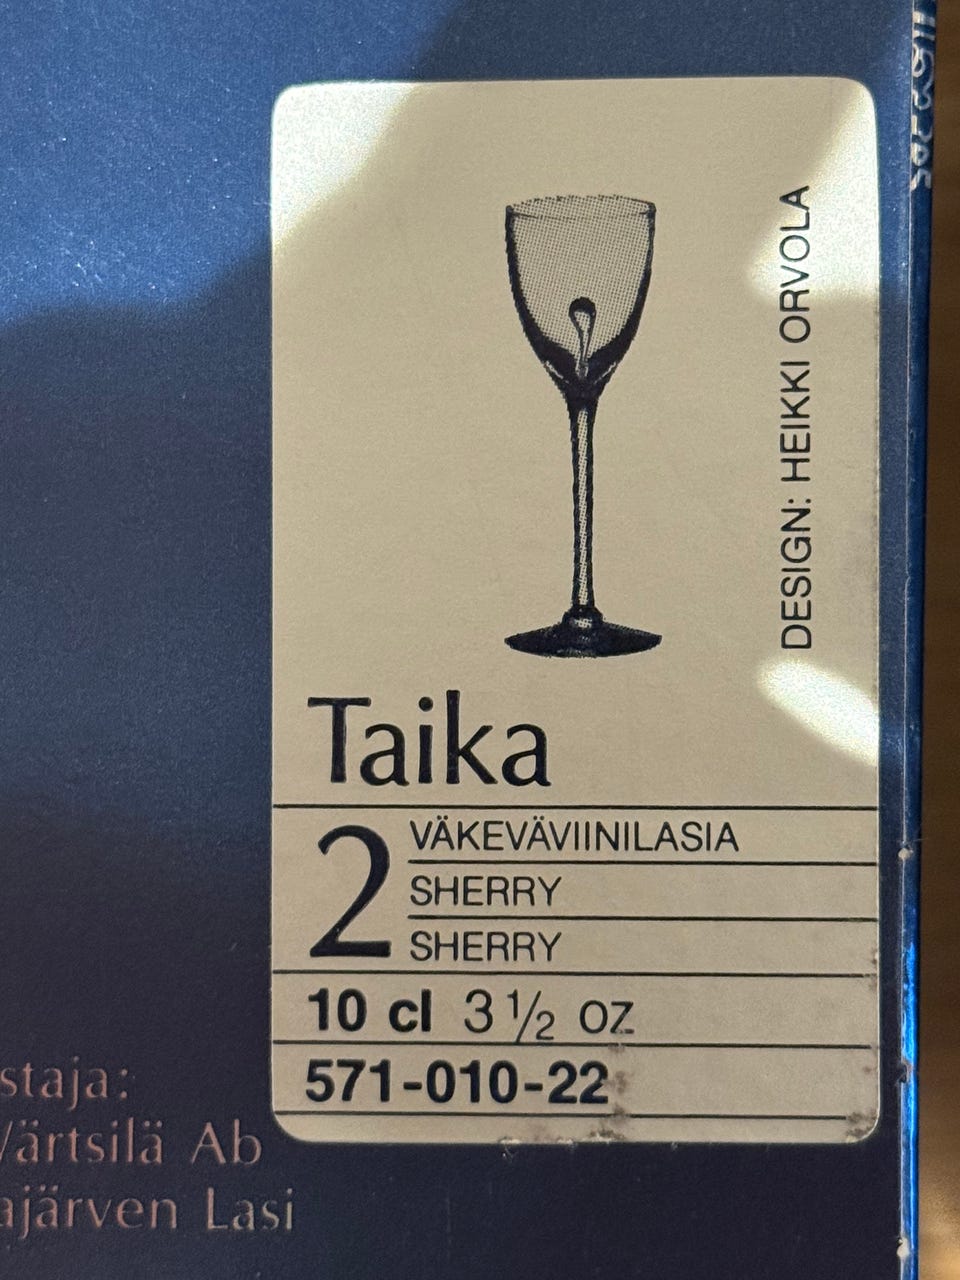 DESIGN: HEIKKI ORVOLA
Taika
2
VÄKEVÄVIINILASIA
SHERRY
SHERRY
10 cl 3 1/2 oz
571-010-22
staja:
Värtsilä Ab
ajärven Lasi